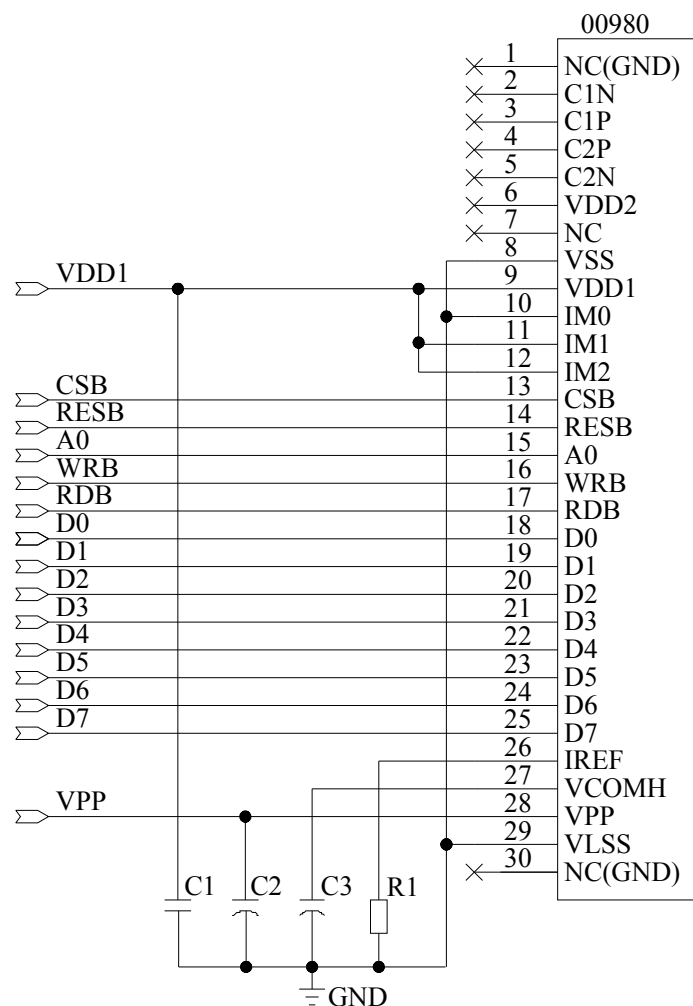 00980
1 NC(GND)
2 C1N
3 C1P
4 C2P
5 C2N
6 VDD2
7 NC
8 VSS
VDD1 9 VDD1
10 IM0
11 IM1
12 IM2
CSB 13 CSB
RESB 14 RESB
A0 15 A0
WRB 16 WRB
RDB 17 RDB
D0 18 D0
D1 19 D1
D2 20 D2
D3 21 D3
D4 22 D4
D5 23 D5
D6 24 D6
D7 25 D7
26 IREF
27 VCOMH
VPP 28 VPP
29 VLSS
30 NC(GND)
C1 C2 C3 R1
GND